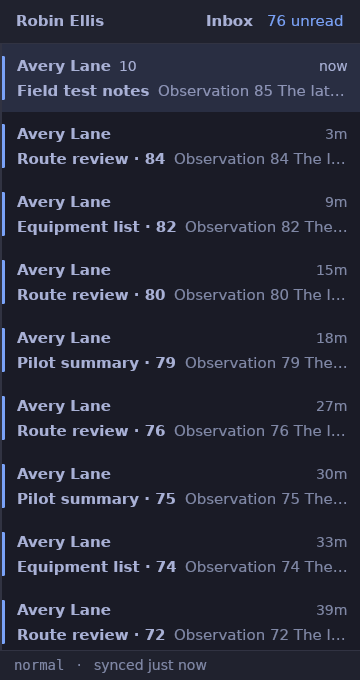 Robin Ellis Inbox 76 unread
Avery Lane 10 now
Field test notes Observation 85 The lat…
Avery Lane 3m
Route review · 84 Observation 84 The l…
Avery Lane 9m
Equipment list · 82 Observation 82 The…
Avery Lane 15m
Route review · 80 Observation 80 The l…
Avery Lane 18m
Pilot summary · 79 Observation 79 The…
Avery Lane 27m
Route review · 76 Observation 76 The l…
Avery Lane 30m
Pilot summary · 75 Observation 75 The…
Avery Lane 33m
Equipment list · 74 Observation 74 The…
Avery Lane 39m
Route review · 72 Observation 72 The l…
normal · synced just now